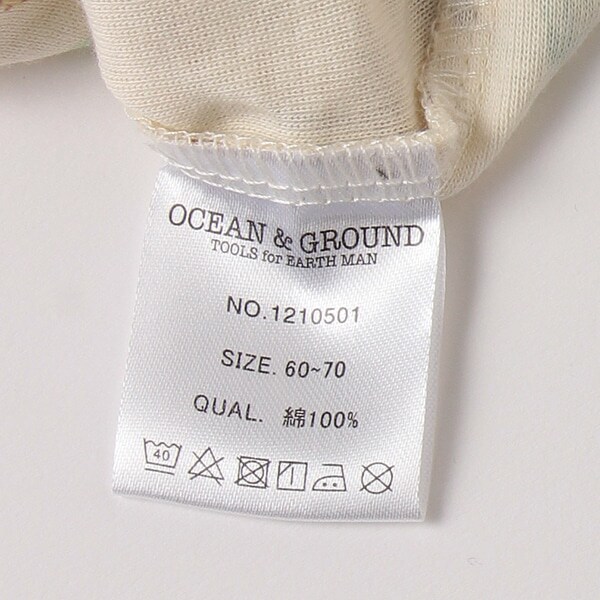 OCEAN & GROUND
TOOLS for EARTH MAN
NO.1210501
SIZE. 60~70
QUAL. 綿100%
40